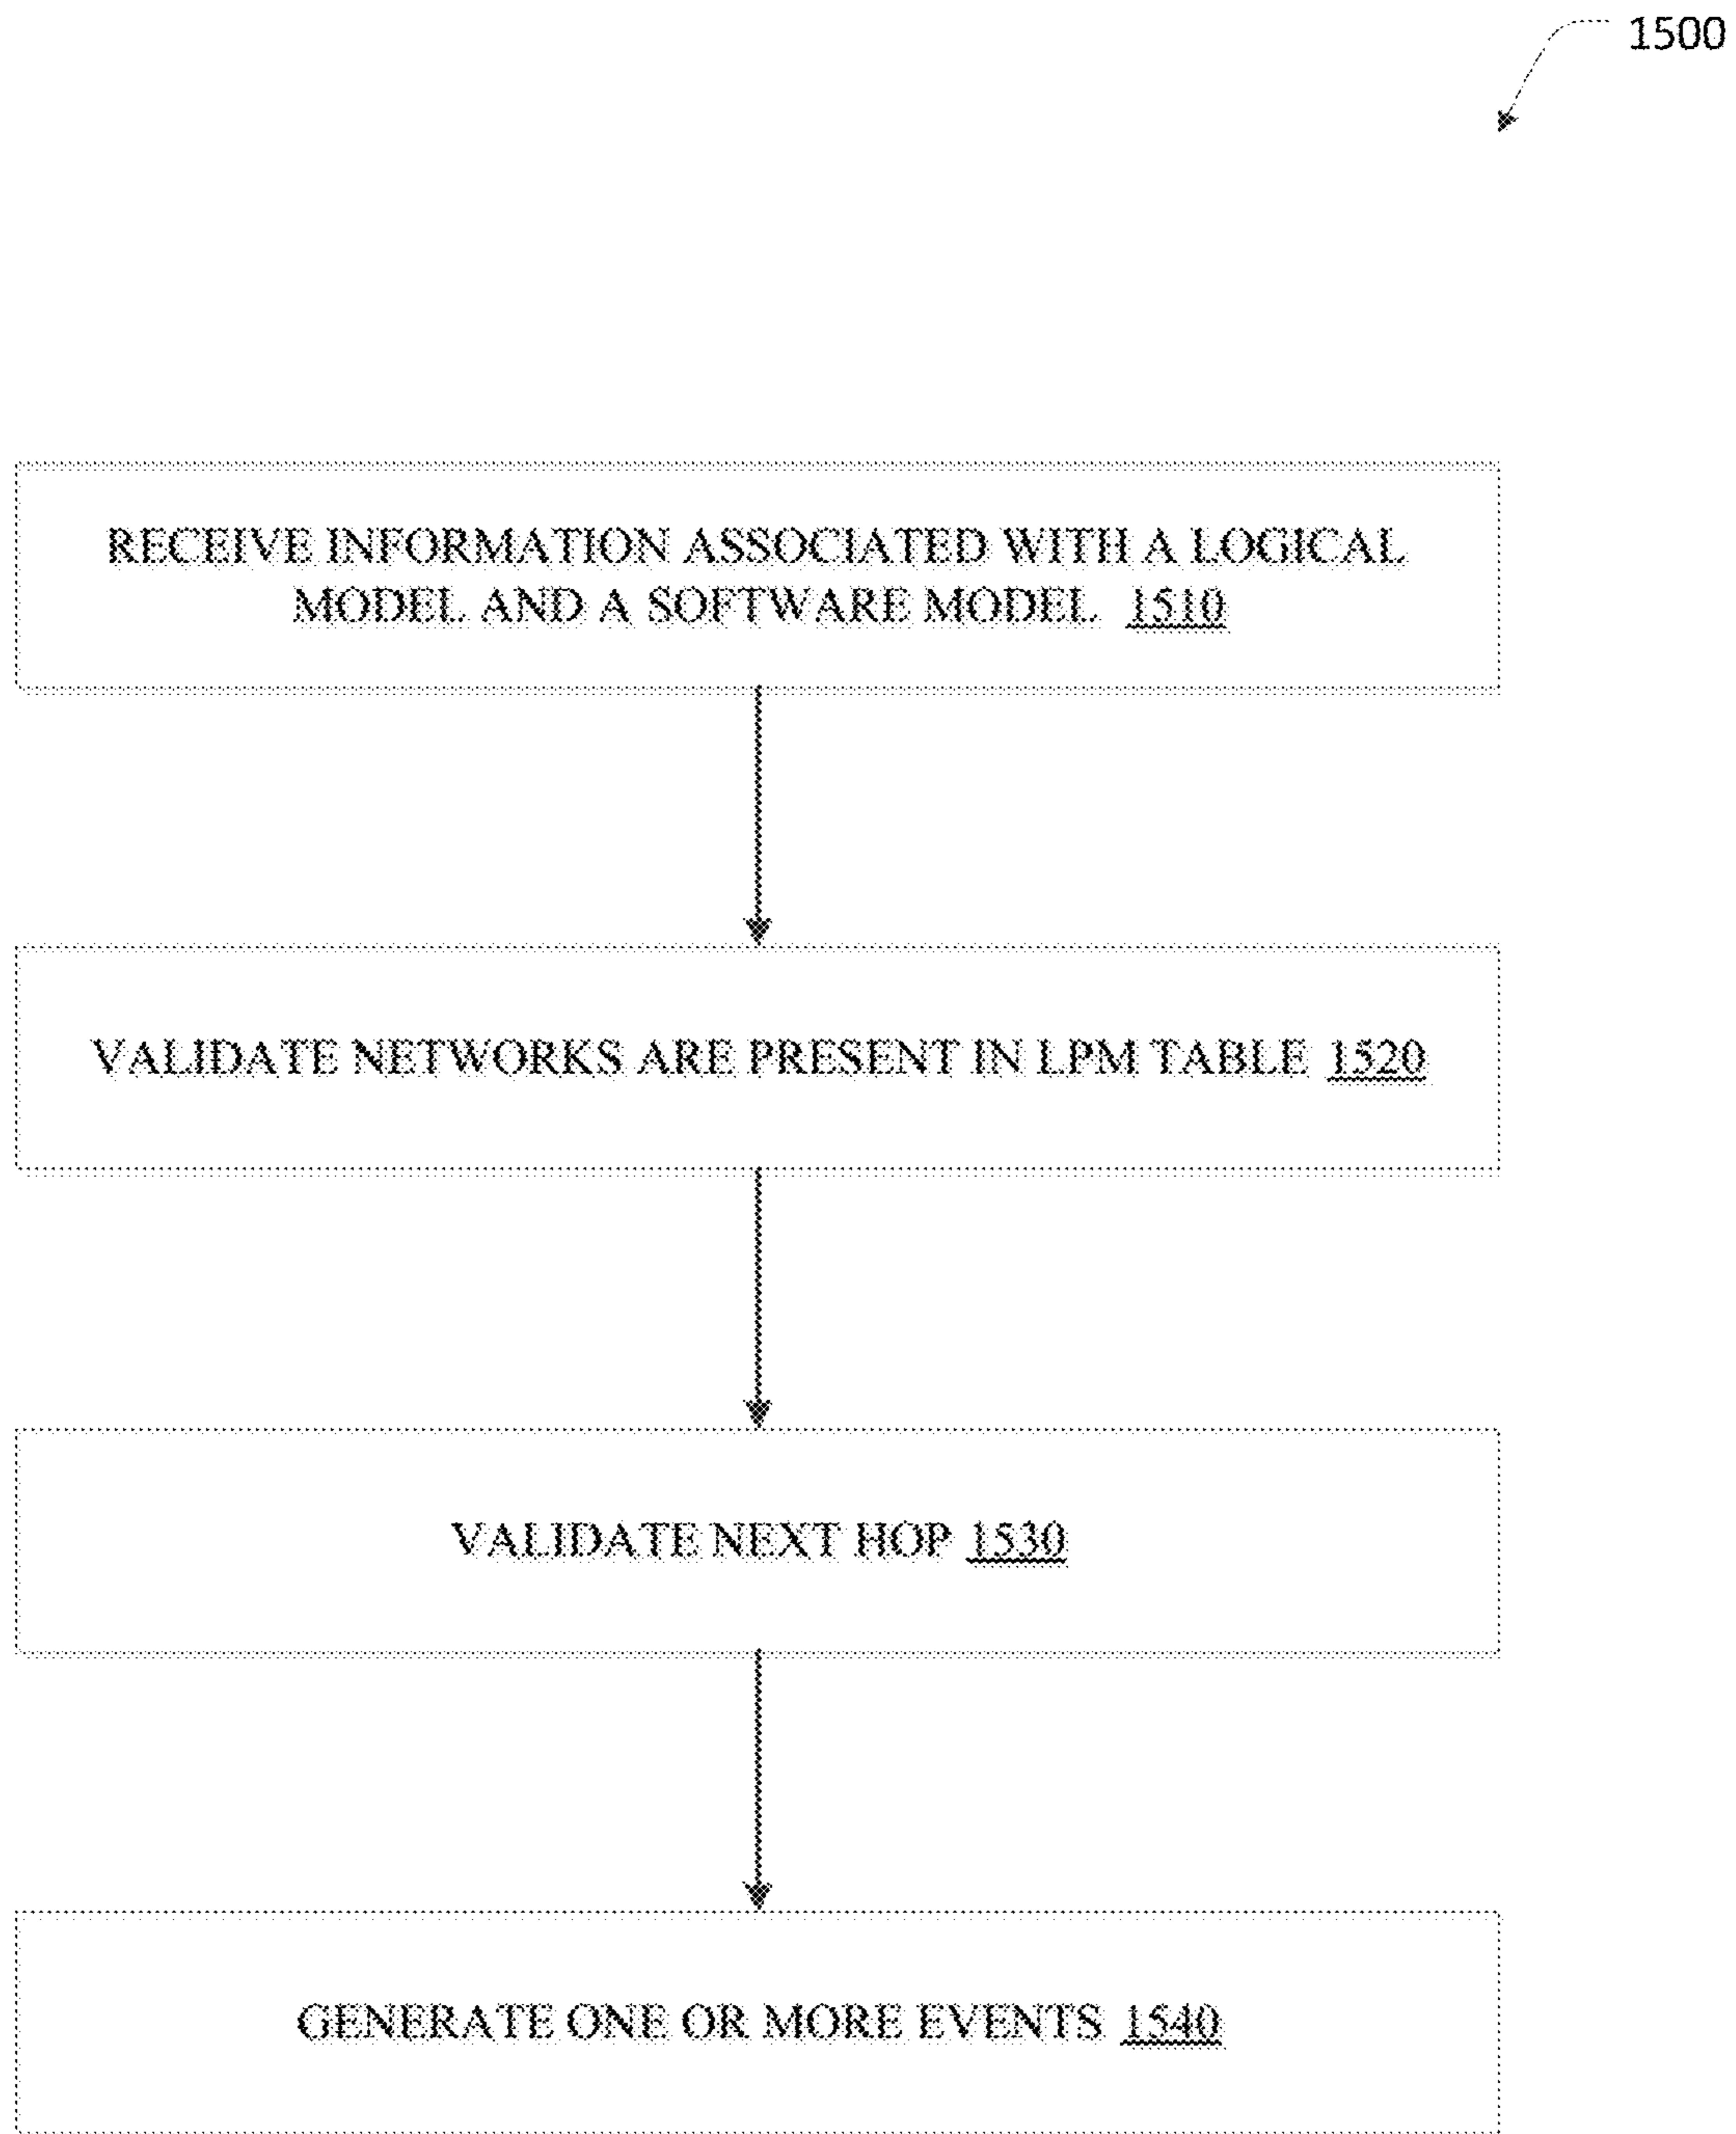 1500
RECEIVE INFORMATION ASSOCIATED WITH A LOGICAL
MODEL AND A SOFTWARE MODEL 1510
VALIDATE NETWORKS ARE PRESENT IN LPM TABLE 1520
VALIDATE NEXT HOP 1530
GENERATE ONE OR MORE EVENTS 1540